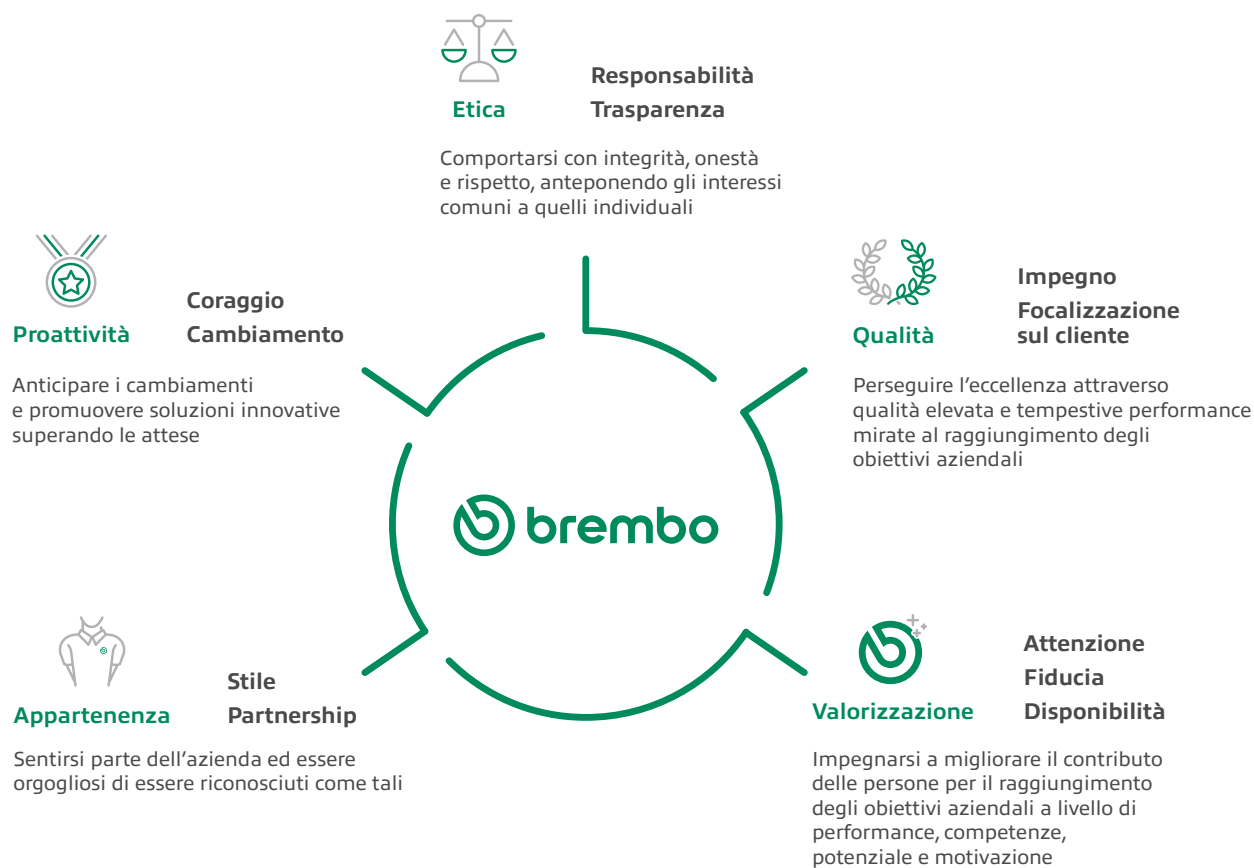 Etica
Responsabilità
Trasparenza
Comportarsi con integrità, onestà
e rispetto, anteponendo gli interessi
comuni a quelli individuali
Proattività
Coraggio
Cambiamento
Anticipare i cambiamenti
e promuovere soluzioni innovative
superando le attese
Qualità
Impegno
Focalizzazione
sul cliente
Perseguire l’eccellenza attraverso
qualità elevata e tempestive performance
mirate al raggiungimento degli
obiettivi aziendali
brembo
Appartenenza
Stile
Partnership
Sentirsi parte dell’azienda ed essere
orgogliosi di essere riconosciuti come tali
Valorizzazione
Attenzione
Fiducia
Disponibilità
Impegnarsi a migliorare il contributo
delle persone per il raggiungimento
degli obiettivi aziendali a livello di
performance, competenze,
potenziale e motivazione